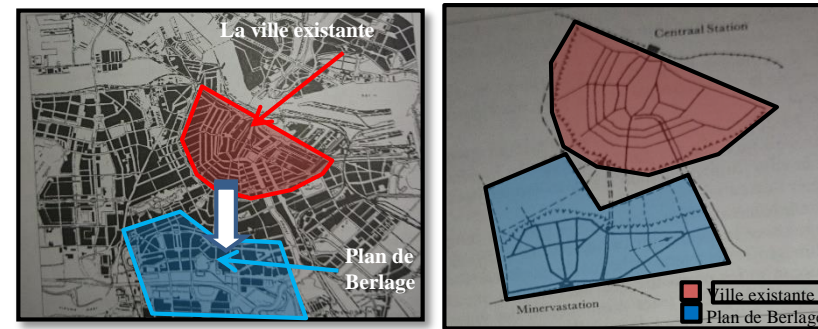 La ville existante
Plan de
Berlage
Centraal Station
Minervastation
Ville existante
Plan de Berlage